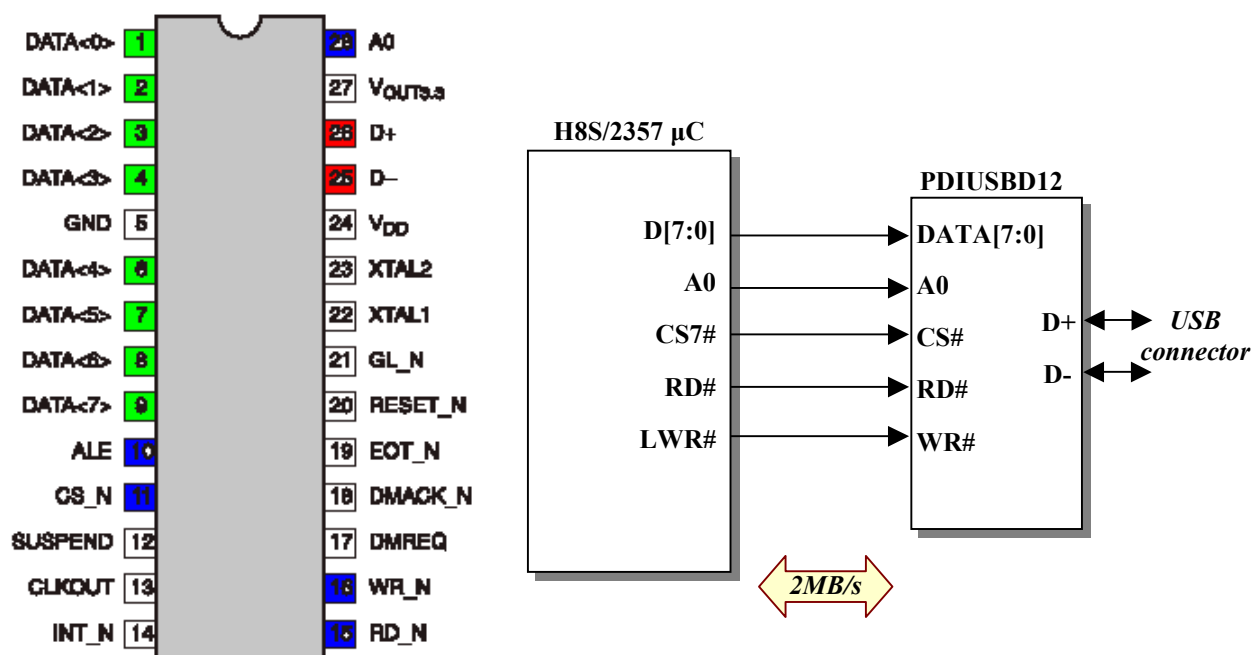 DATA<0> 1
DATA<1> 2
DATA<2> 3
DATA<3> 4
GND 5
DATA<4> 6
DATA<5> 7
DATA<6> 8
DATA<7> 9
ALE 10
CS_N 11
SUSPEND 12
CLKOUT 13
INT_N 14
28 A0
27 VOUT3.3
26 D+
25 D–
24 VDD
23 XTAL2
22 XTAL1
21 GL_N
20 RESET_N
19 EOT_N
18 DMACK_N
17 DMREQ
16 WR_N
15 RD_N
H8S/2357 µC
D[7:0]
A0
CS7#
RD#
LWR#
PDIUSBD12
DATA[7:0]
A0
CS#
RD#
WR#
D+
D-
USB
connector
2MB/s